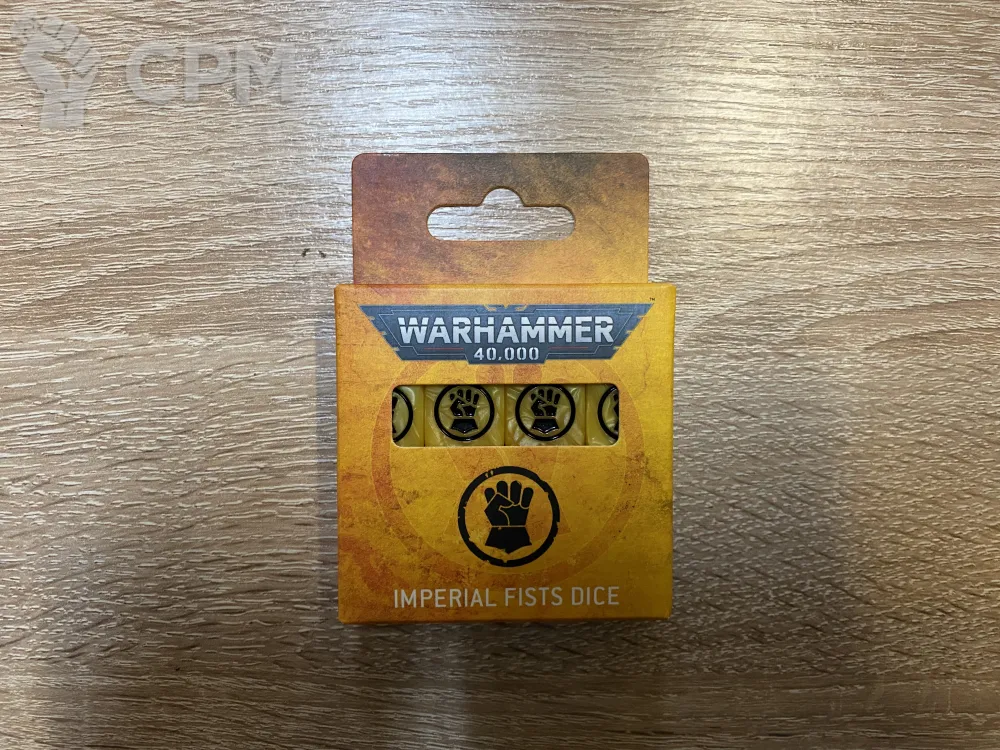 CPM
WARHAMMER
40,000
IMPERIAL FISTS DICE